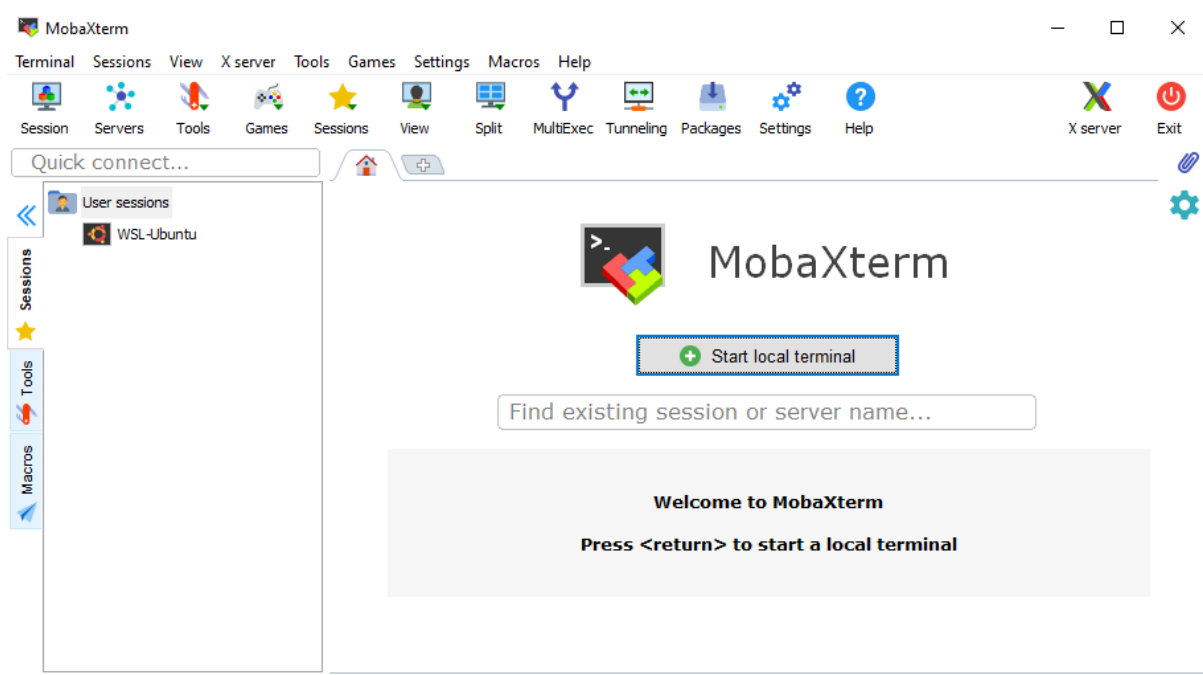 MobaXterm
Terminal Sessions View X server Tools Games Settings Macros Help
Session Servers Tools Games Sessions View Split MultiExec Tunneling Packages Settings Help X server Exit
Quick connect...
User sessions
WSL-Ubuntu
Sessions
Tools
Macros
>_
MobaXterm
Start local terminal
Find existing session or server name...
Welcome to MobaXterm
Press <return> to start a local terminal